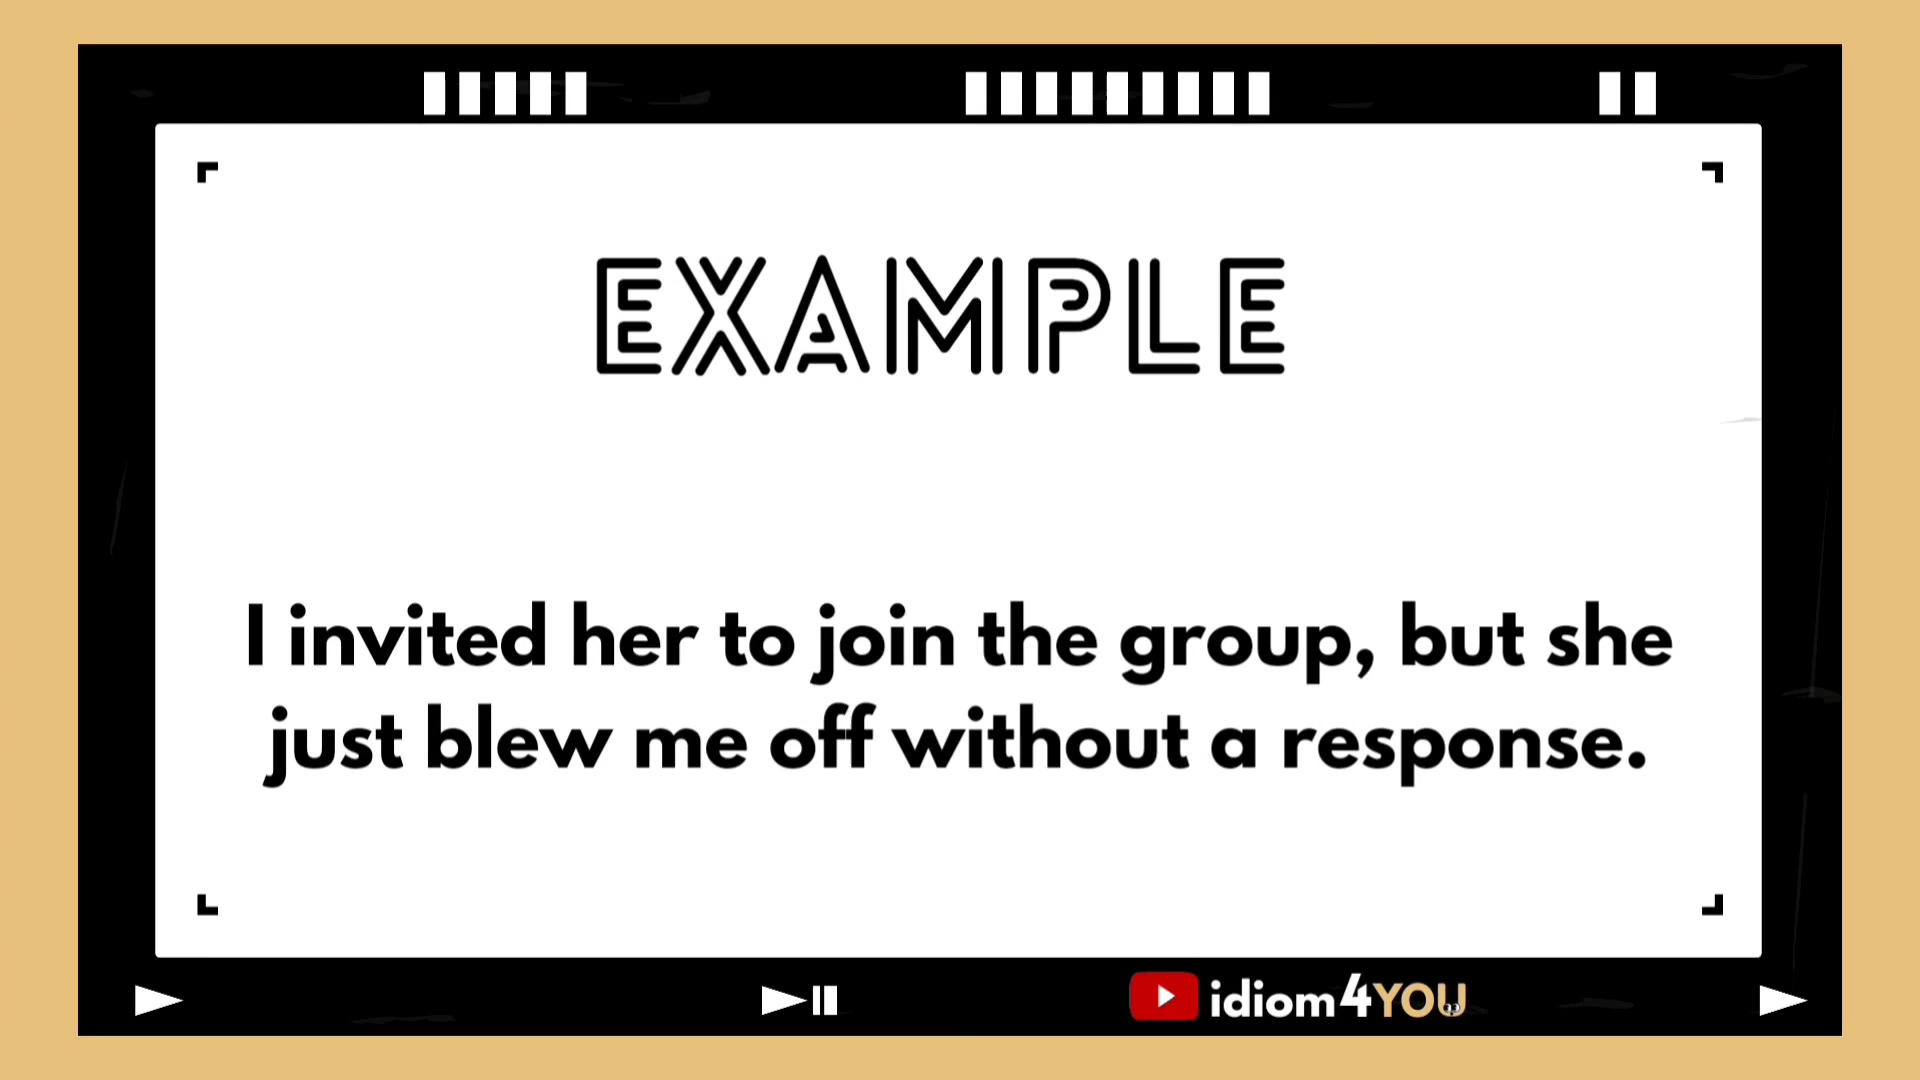 EXAMPLE
I invited her to join the group, but she
just blew me off without a response.
idiom4YOU